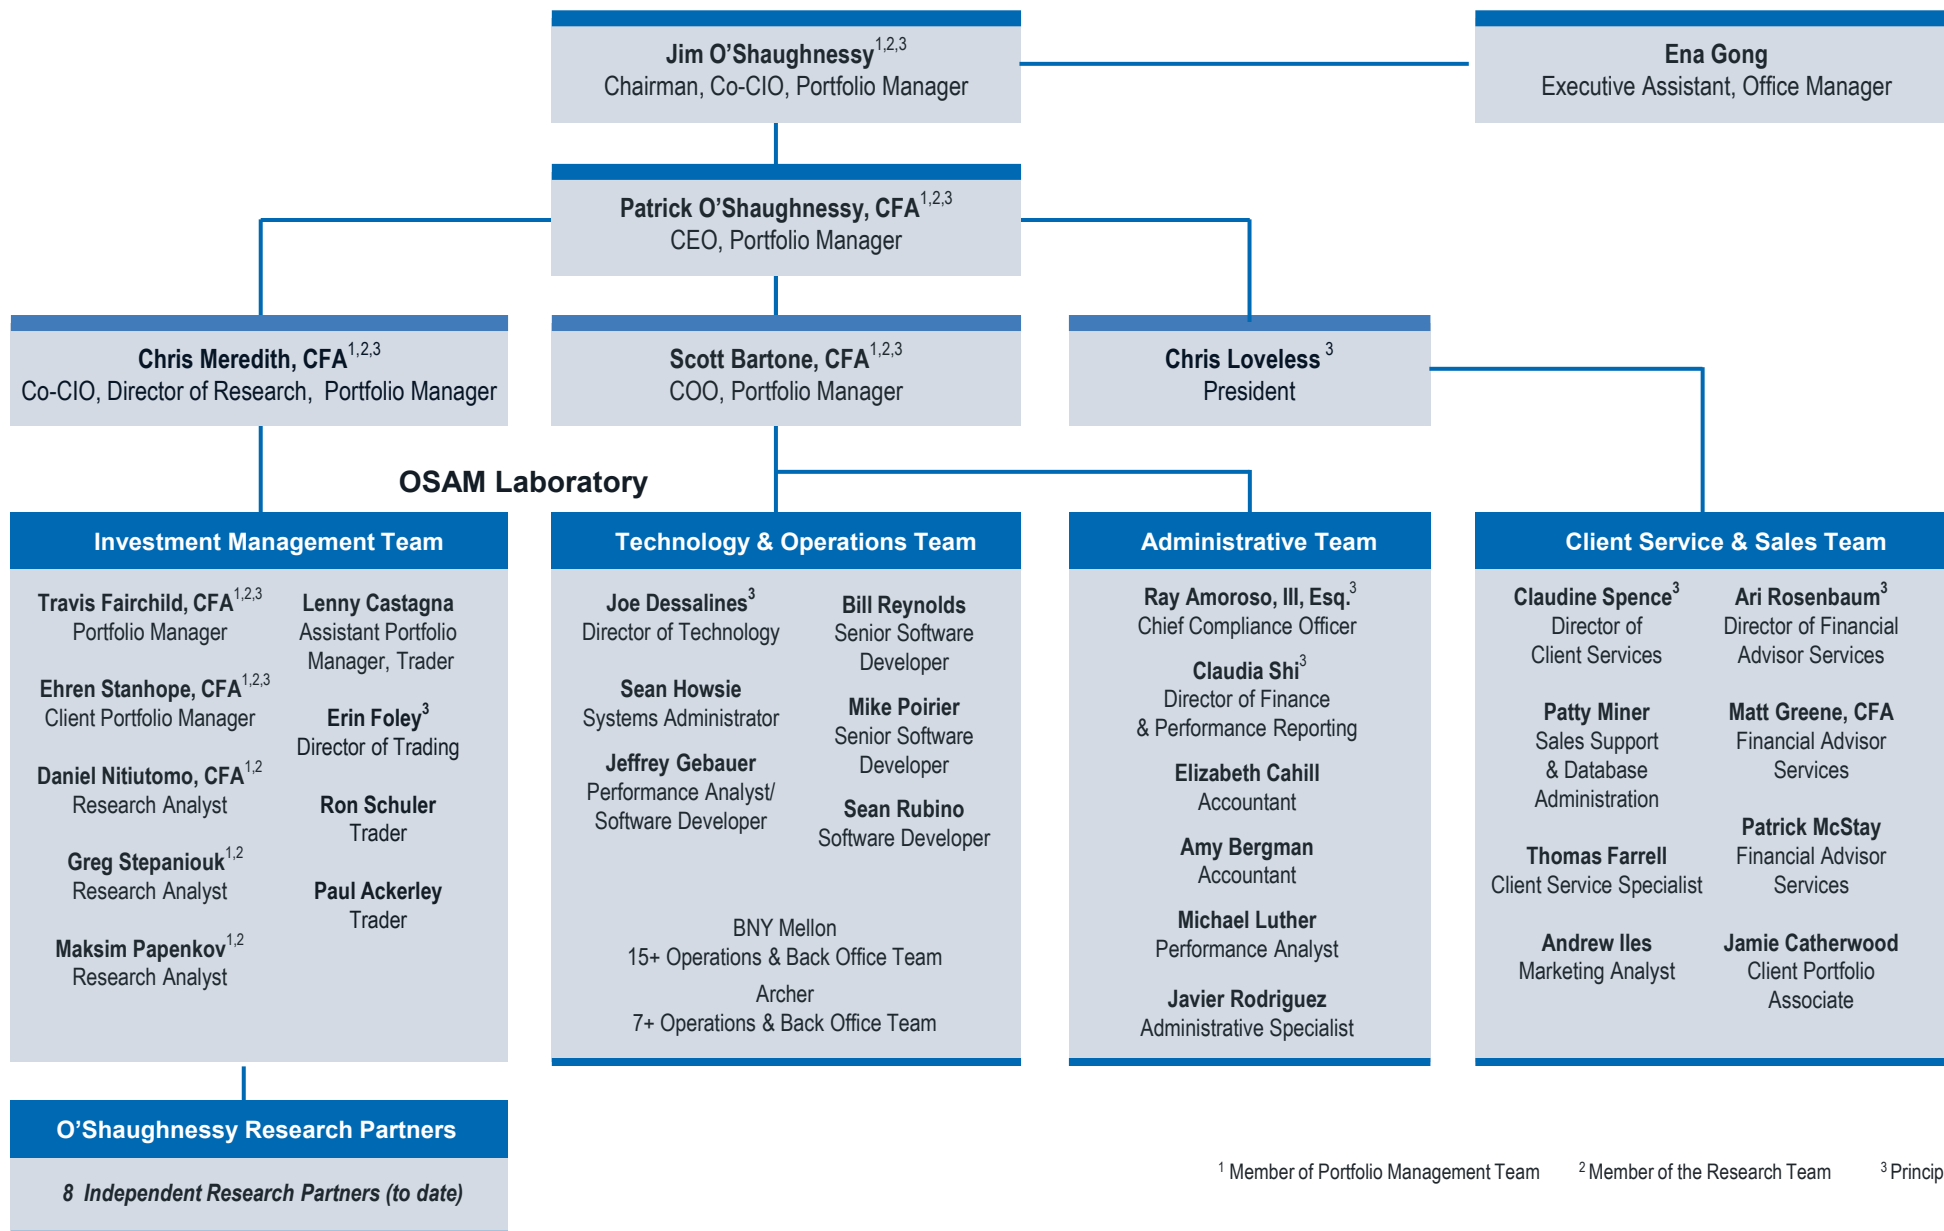 Jim O’Shaughnessy1,2,3
Chairman, Co-CIO, Portfolio Manager
Ena Gong
Executive Assistant, Office Manager
Patrick O’Shaughnessy, CFA1,2,3
CEO, Portfolio Manager
Chris Meredith, CFA1,2,3
Co-CIO, Director of Research, Portfolio Manager
Scott Bartone, CFA1,2,3
COO, Portfolio Manager
Chris Loveless 3
President
OSAM Laboratory
Investment Management Team
Travis Fairchild, CFA1,2,3
Portfolio Manager
Ehren Stanhope, CFA1,2,3
Client Portfolio Manager
Daniel Nitiutomo, CFA1,2
Research Analyst
Greg Stepaniouk1,2
Research Analyst
Maksim Papenkov1,2
Research Analyst
Lenny Castagna
Assistant Portfolio
Manager, Trader
Erin Foley3
Director of Trading
Ron Schuler
Trader
Paul Ackerley
Trader
Technology & Operations Team
Joe Dessalines3
Director of Technology
Sean Howsie
Systems Administrator
Jeffrey Gebauer
Performance Analyst/
Software Developer
Bill Reynolds
Senior Software
Developer
Mike Poirier
Senior Software
Developer
Sean Rubino
Software Developer
BNY Mellon
15+ Operations & Back Office Team
Archer
7+ Operations & Back Office Team
Administrative Team
Ray Amoroso, III, Esq.3
Chief Compliance Officer
Claudia Shi3
Director of Finance
& Performance Reporting
Elizabeth Cahill
Accountant
Amy Bergman
Accountant
Michael Luther
Performance Analyst
Javier Rodriguez
Administrative Specialist
Client Service & Sales Team
Claudine Spence3
Director of
Client Services
Patty Miner
Sales Support
& Database
Administration
Thomas Farrell
Client Service Specialist
Andrew Iles
Marketing Analyst
Ari Rosenbaum3
Director of Financial
Advisor Services
Matt Greene, CFA
Financial Advisor
Services
Patrick McStay
Financial Advisor
Services
Jamie Catherwood
Client Portfolio
Associate
O’Shaughnessy Research Partners
8 Independent Research Partners (to date)
1 Member of Portfolio Management Team 2 Member of the Research Team 3 Princip